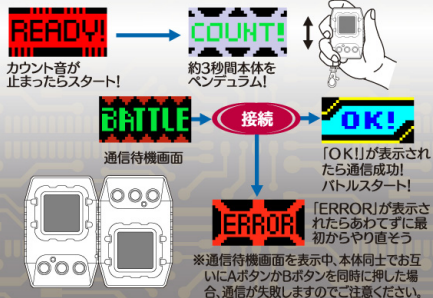 READY!
COUNT!
カウント音が
止まったらスタート!
約3秒間本体を
ペンデュラム!
BATTLE
接続
OK!
通信待機画面
「OK!」が表示され
たら通信成功!
バトルスタート!
ERROR
「ERROR」が表示さ
れたらあわてずに最
初からやり直そう
※通信待機画面を表示中、本体同士でお互
いにAボタンかBボタンを同時に押した場
合、通信が失敗しますのでご注意ください。